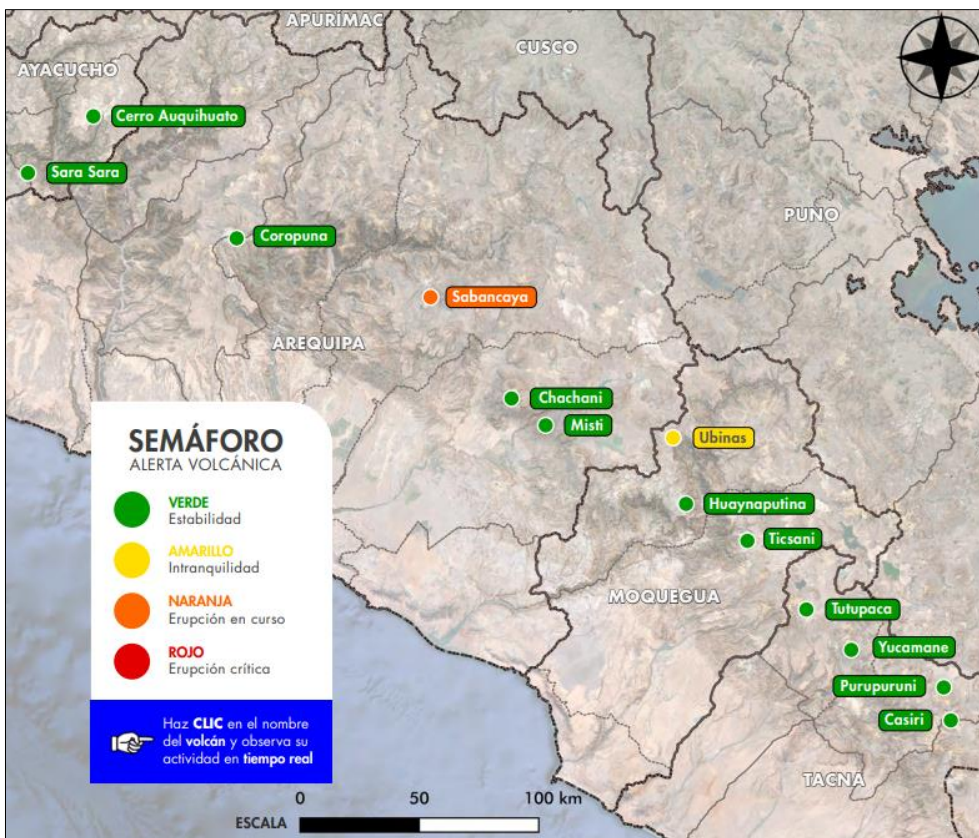 APURÍMAC
CUSCO
AYACUCHO
Cerro Auquihuato
Sara Sara
PUNO
Coropuna
Sabancaya
AREQUIPA
Chachani
Misti
Ubinas
SEMÁFORO
ALERTA VOLCÁNICA
VERDE
Estabilidad
AMARILLO
Intranquilidad
NARANJA
Erupción en curso
ROJO
Erupción crítica
Huaynaputina
Ticsani
MOQUEGUA
Tutupaca
Yucamane
Purupuruni
Casiri
Haz CLIC en el nombre
del volcán y observa su
actividad en tiempo real
TACNA
0 50 100 km
ESCALA